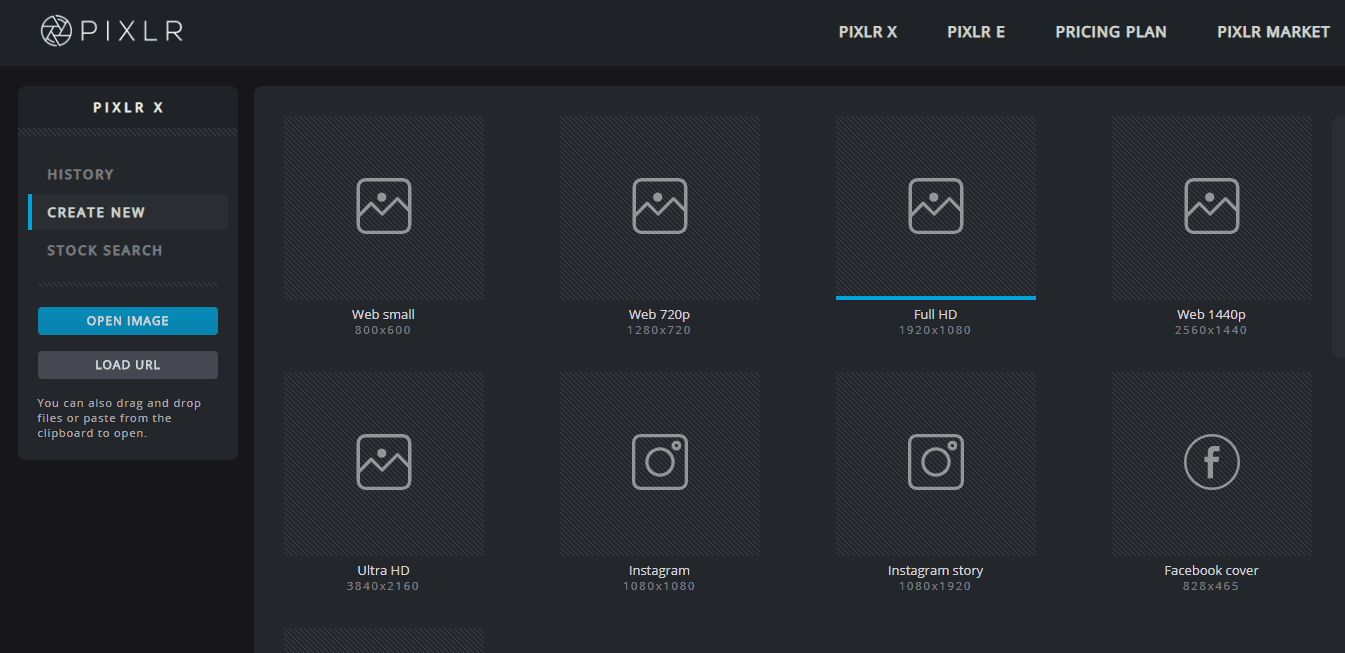 PIXLR
PIXLR X
PIXLR E
PRICING PLAN
PIXLR MARKET
PIXLR X
HISTORY
CREATE NEW
STOCK SEARCH
OPEN IMAGE
LOAD URL
You can also drag and drop
files or paste from the
clipboard to open.
Web small
800x600
Web 720p
1280x720
Full HD
1920x1080
Web 1440p
2560x1440
Ultra HD
3840x2160
Instagram
1080x1080
Instagram story
1080x1920
Facebook cover
828x465